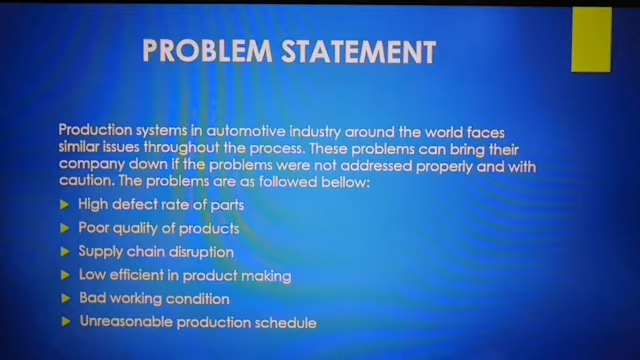 PROBLEM STATEMENT
Production systems in automotive industry around the world faces
similar issues throughout the process. These problems can bring their
company down if the problems were not addressed properly and with
caution. The problems are as followed bellow:
High defect rate of parts
Poor quality of products
Supply chain disruption
Low efficient in product making
Bad working condition
Unreasonable production schedule